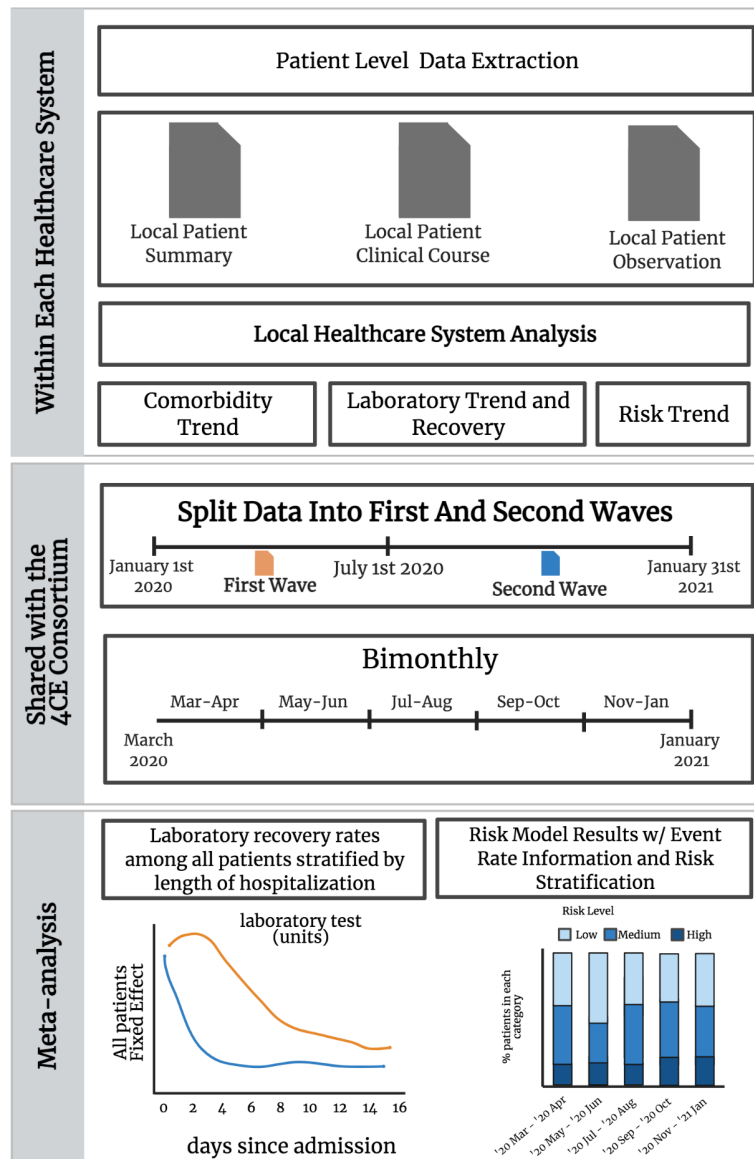 Within Each Healthcare System
Patient Level Data Extraction
Local Patient
Summary
Local Patient
Clinical Course
Local Patient
Observation
Local Healthcare System Analysis
Comorbidity
Trend
Laboratory Trend and
Recovery
Risk Trend
Shared with the
4CE Consortium
Split Data Into First And Second Waves
January 1st
2020
First Wave
July 1st 2020
Second Wave
January 31st
2021
Bimonthly
Mar-Apr
May-Jun
Jul-Aug
Sep-Oct
Nov-Jan
March
2020
January
2021
Meta-analysis
Laboratory recovery rates
among all patients stratified by
length of hospitalization
laboratory test
(units)
All patients
Fixed Effect
0 2 4 6 8 10 12 14 16
days since admission
Risk Model Results w/ Event
Rate Information and Risk
Stratification
Risk Level
Low Medium High
% patients in each
category
'20 Mar - '20 Apr
'20 May - '20 Jun
'20 Jul - '20 Aug
'20 Sep - '20 Oct
'20 Nov - '21 Jan